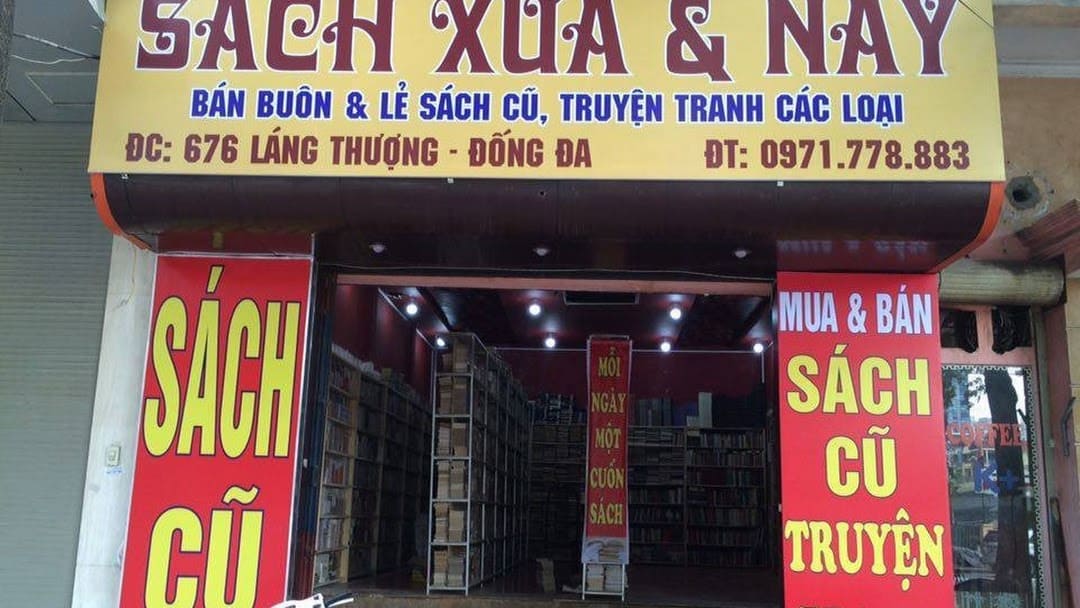 SÁCH XƯA & NAY
BÁN BUÔN & LẺ SÁCH CŨ, TRUYỆN TRANH CÁC LOẠI
ĐC: 676 LÁNG THƯỢNG - ĐỐNG ĐA
ĐT: 0971.778.883
SÁCH
CŨ
MỖI
NGÀY
MỘT
CUỐN
SÁCH
MUA & BÁN
SÁCH
CŨ
TRUYỆN
COFFEE